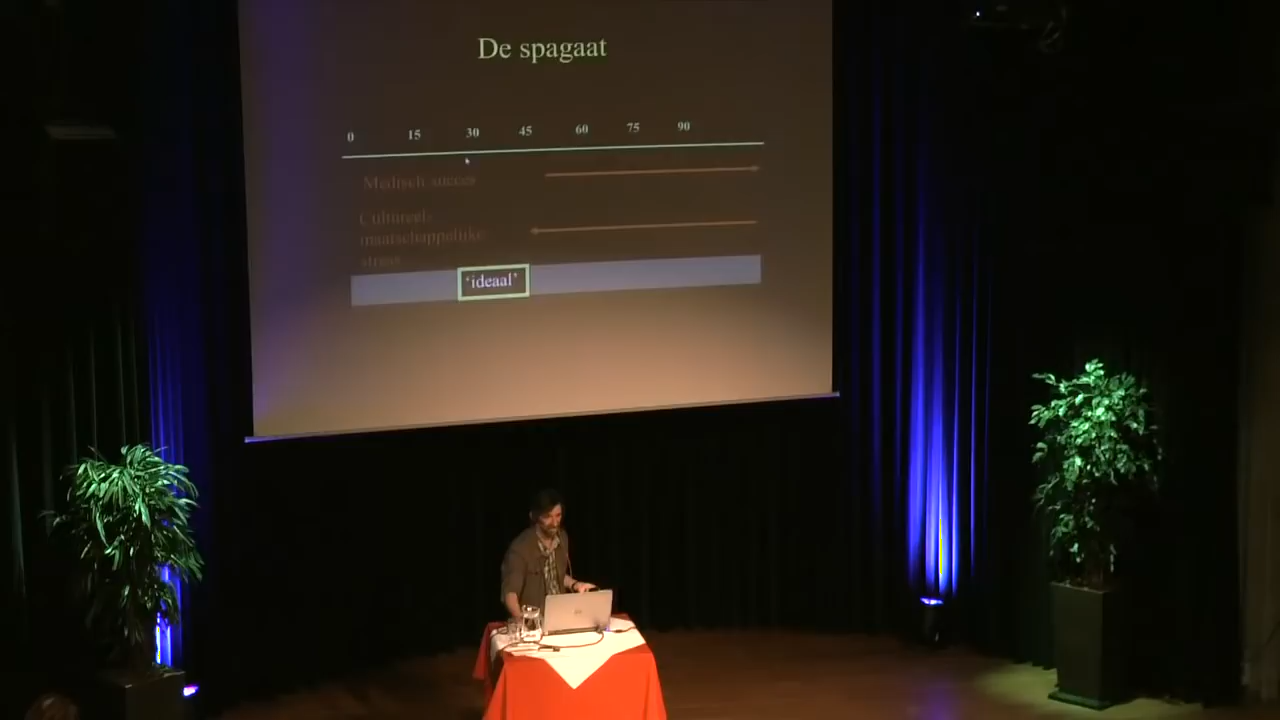 De spagaat
0 15 30 45 60 75 90
Medisch succes
Cultureel-
maatschappelijke
stress
'ideaal'